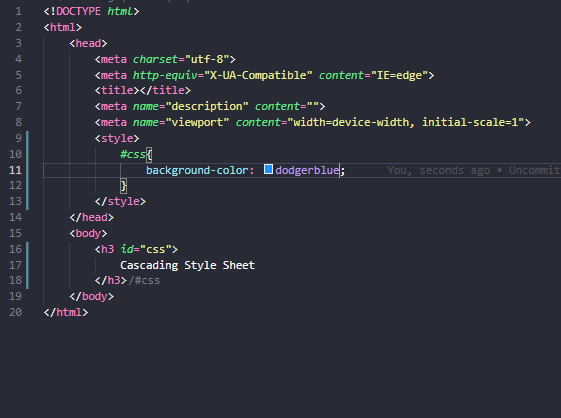 1 <!DOCTYPE html>
2 <html>
3 <head>
4 <meta charset="utf-8">
5 <meta http-equiv="X-UA-Compatible" content="IE=edge">
6 <title></title>
7 <meta name="description" content="">
8 <meta name="viewport" content="width=device-width, initial-scale=1">
9 <style>
10 #css{
11 background-color: dodgerblue; You, seconds ago • Uncommit
12 }
13 </style>
14 </head>
15 <body>
16 <h3 id="css">
17 Cascading Style Sheet
18 </h3>/#css
19 </body>
20 </html>